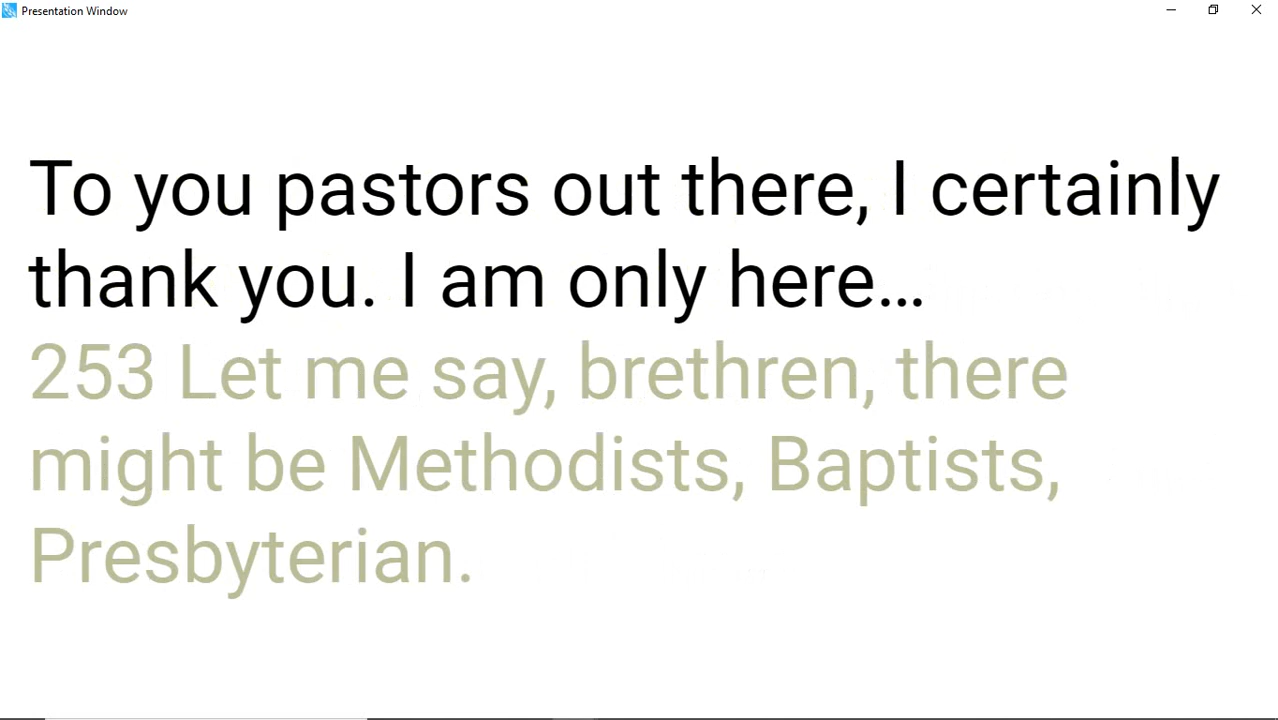 Presentation Window
To you pastors out there, I certainly
thank you. I am only here…
253 Let me say, brethren, there
might be Methodists, Baptists,
Presbyterian.